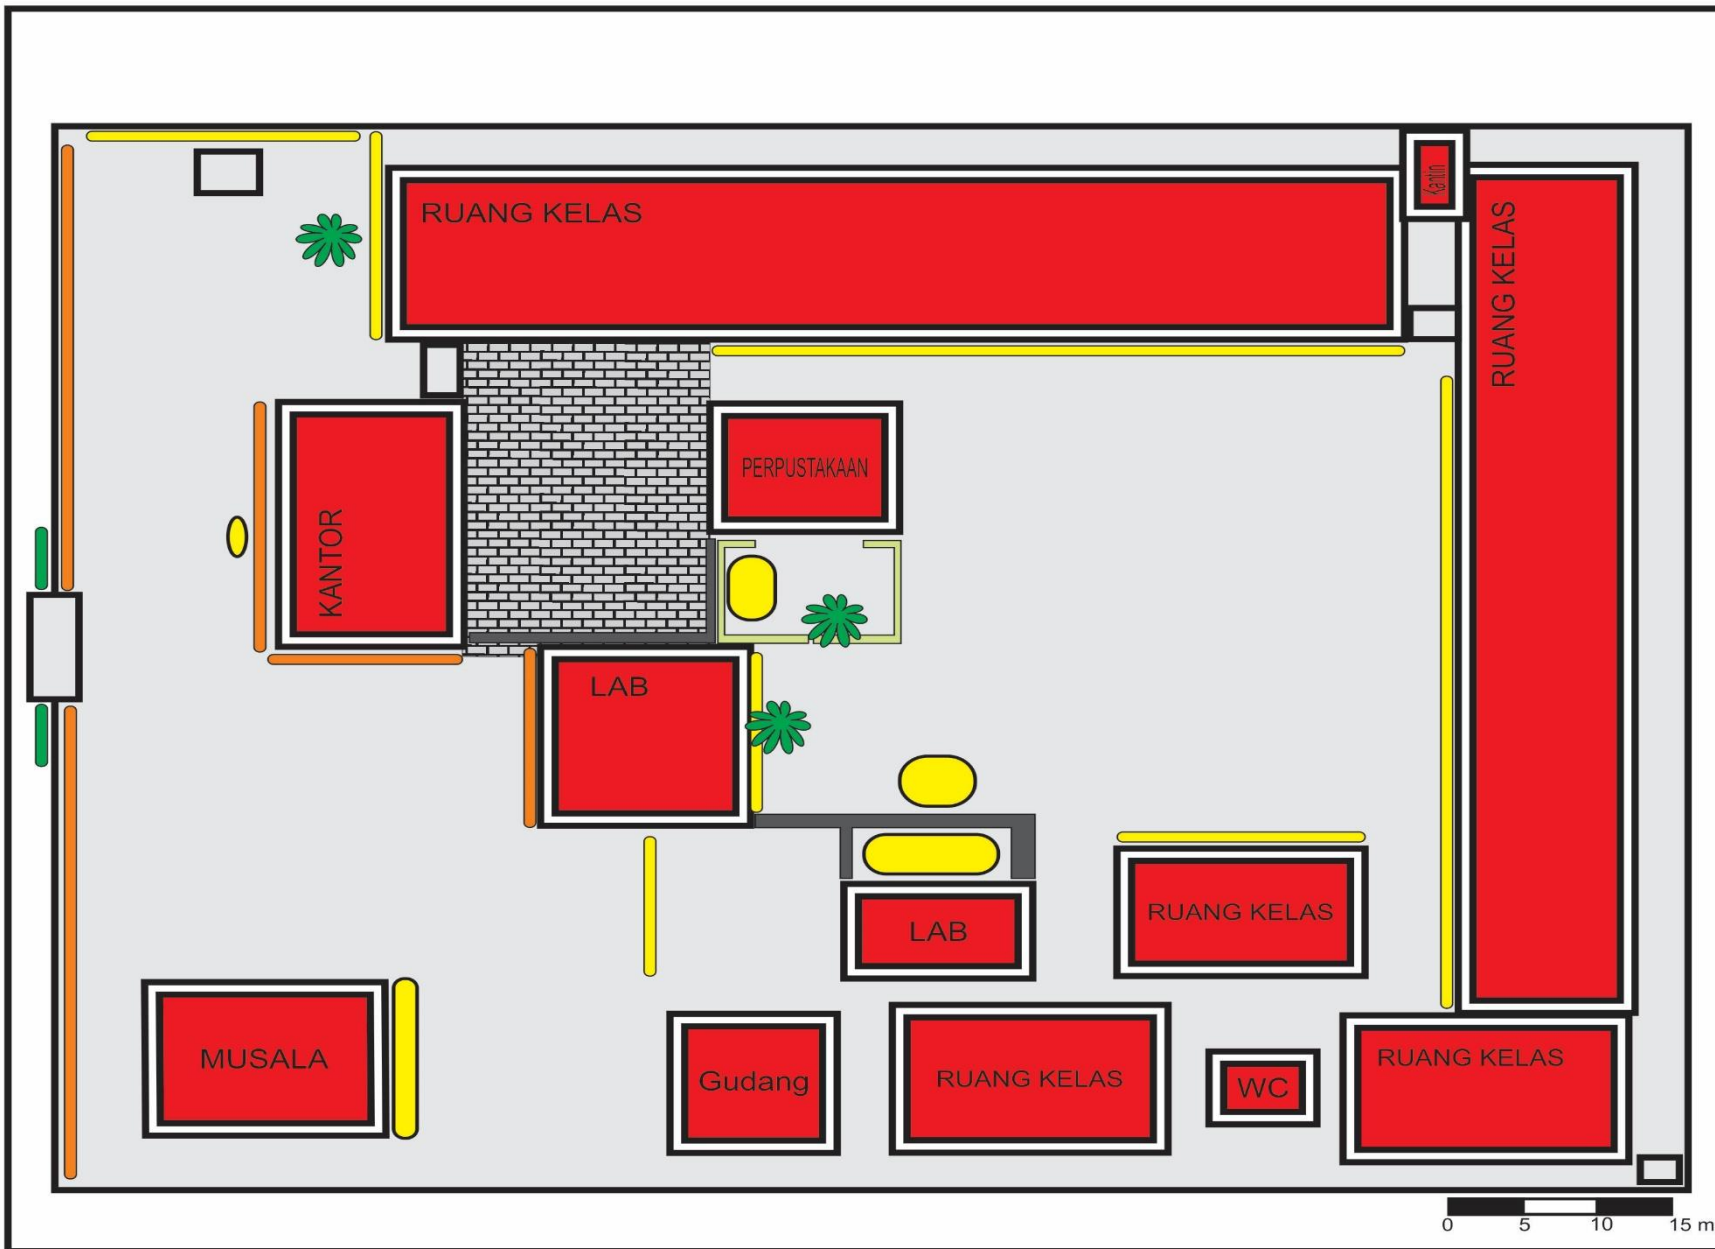 RUANG KELAS
Kantin
RUANG KELAS
PERPUSTAKAAN
KANTOR
LAB
RUANG KELAS
LAB
MUSALA
Gudang
RUANG KELAS
WC
RUANG KELAS
0 5 10 15 m